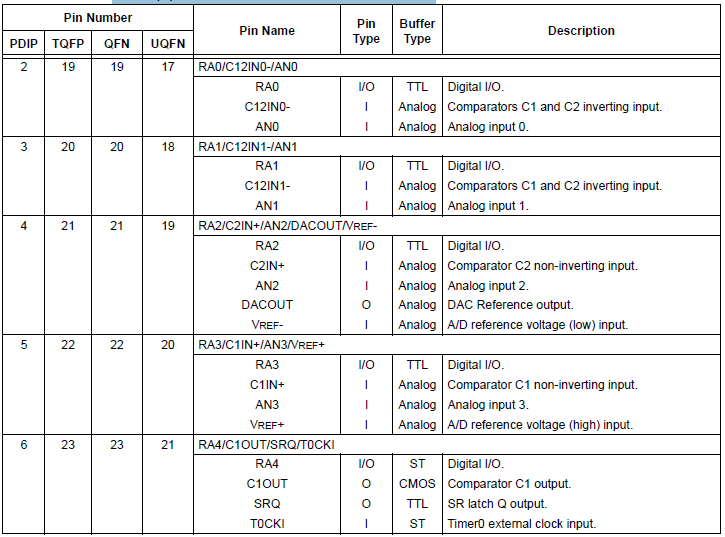 Pin Number Pin Name Pin Type Buffer Type Description
PDIP TQFP QFN UQFN
2 19 19 17 RA0/C12IN0-/AN0
RA0 I/O TTL Digital I/O.
C12IN0- I Analog Comparators C1 and C2 inverting input.
AN0 I Analog Analog input 0.
3 20 20 18 RA1/C12IN1-/AN1
RA1 I/O TTL Digital I/O.
C12IN1- I Analog Comparators C1 and C2 inverting input.
AN1 I Analog Analog input 1.
4 21 21 19 RA2/C2IN+/AN2/DACOUT/VREF-
RA2 I/O TTL Digital I/O.
C2IN+ I Analog Comparator C2 non-inverting input.
AN2 I Analog Analog input 2.
DACOUT O Analog DAC Reference output.
VREF- I Analog A/D reference voltage (low) input.
5 22 22 20 RA3/C1IN+/AN3/VREF+
RA3 I/O TTL Digital I/O.
C1IN+ I Analog Comparator C1 non-inverting input.
AN3 I Analog Analog input 3.
VREF+ I Analog A/D reference voltage (high) input.
6 23 23 21 RA4/C1OUT/SRQ/T0CKI
RA4 I/O ST Digital I/O.
C1OUT O CMOS Comparator C1 output.
SRQ O TTL SR latch Q output.
T0CKI I ST Timer0 external clock input.